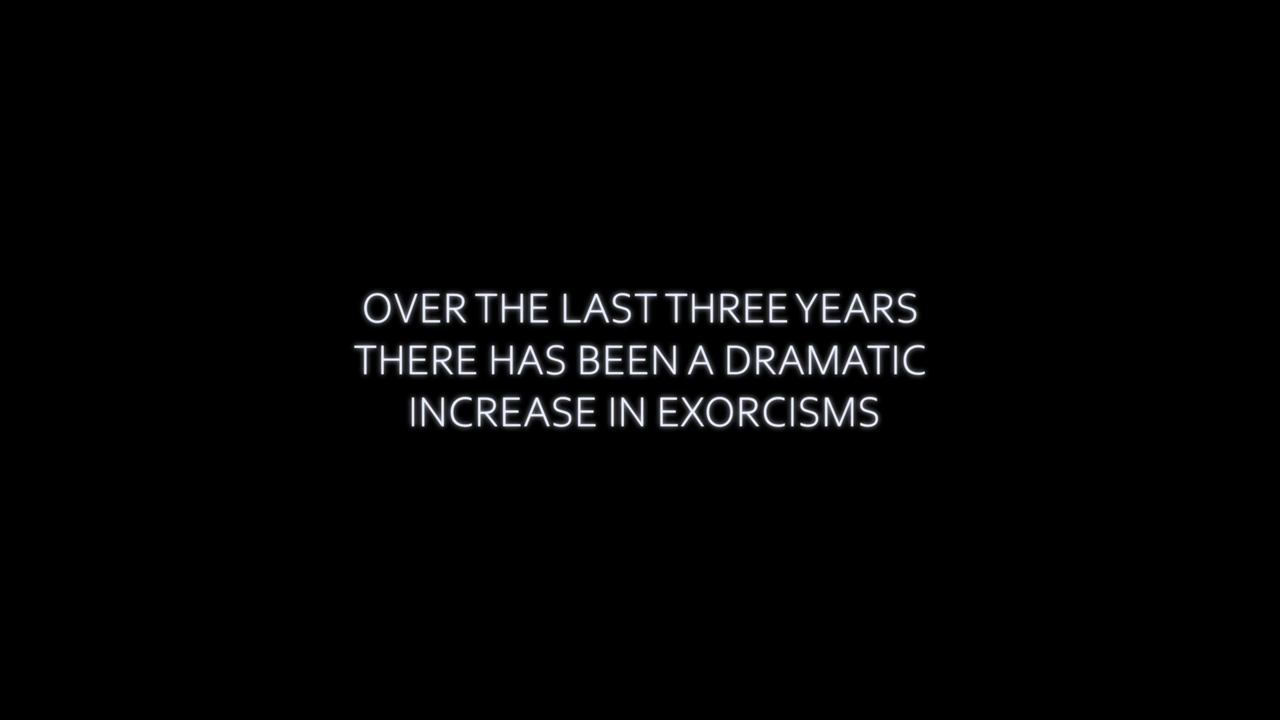 OVER THE LAST THREE YEARS
THERE HAS BEEN A DRAMATIC
INCREASE IN EXORCISMS